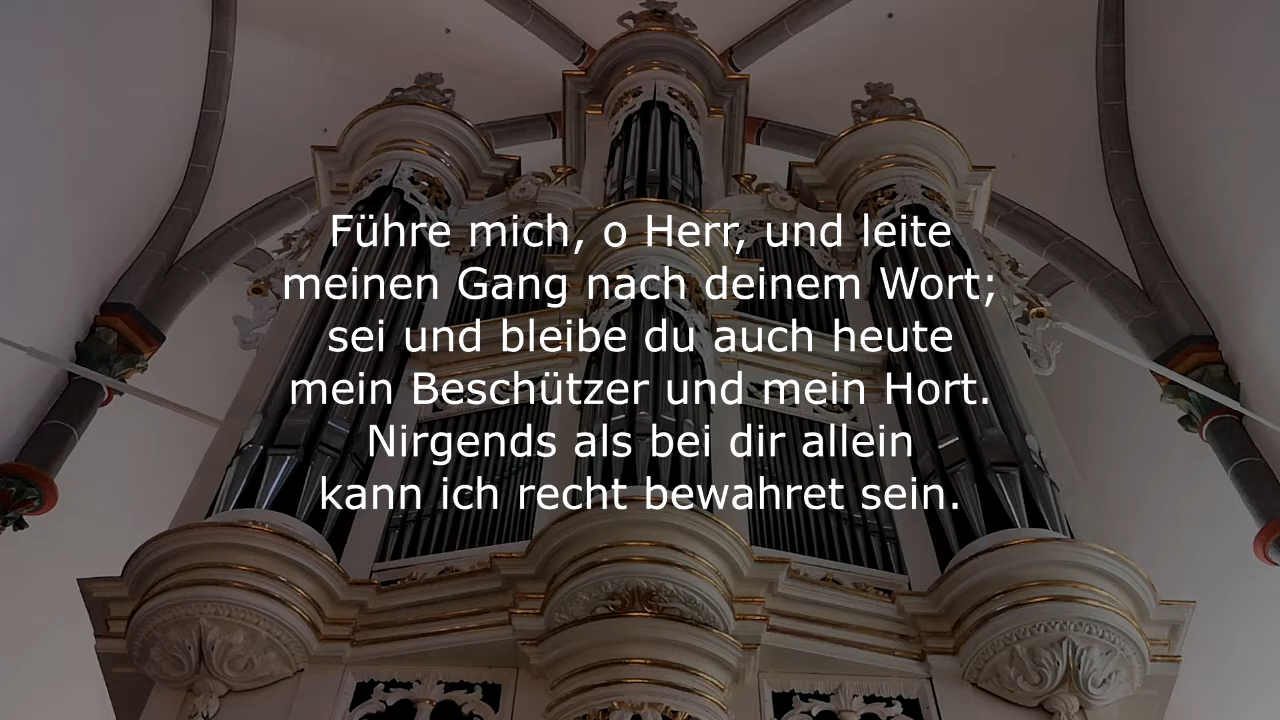 Führe mich, o Herr, und leite
meinen Gang nach deinem Wort;
sei und bleibe du auch heute
mein Beschützer und mein Hort.
Nirgends als bei dir allein
kann ich recht bewahret sein.